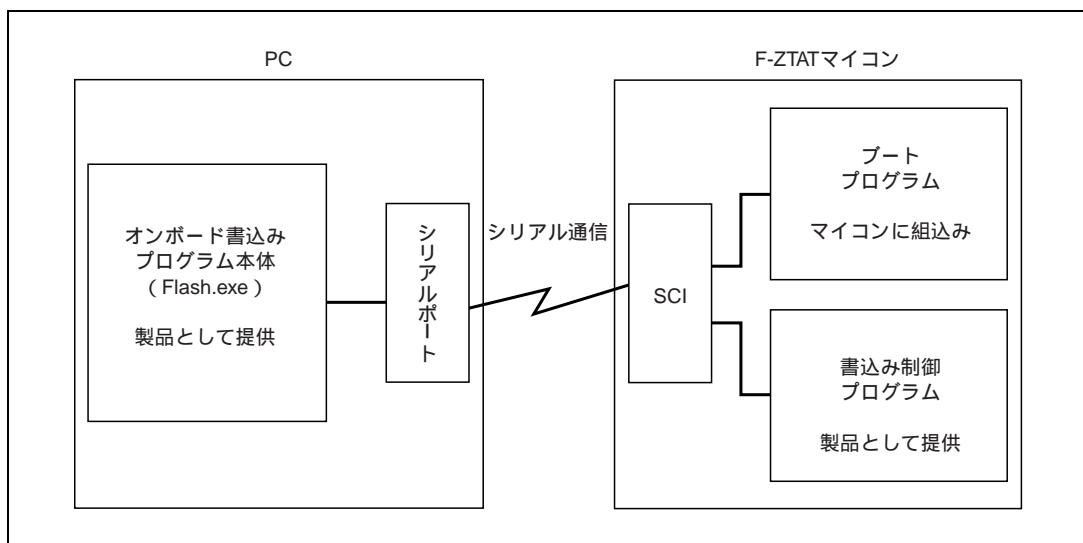 PC
オンボード書込み
プログラム本体
(Flash.exe)
製品として提供
シリアルポート
シリアル通信
F-ZTATマイコン
SCI
ブート
プログラム
マイコンに組込み
書込み制御
プログラム
製品として提供